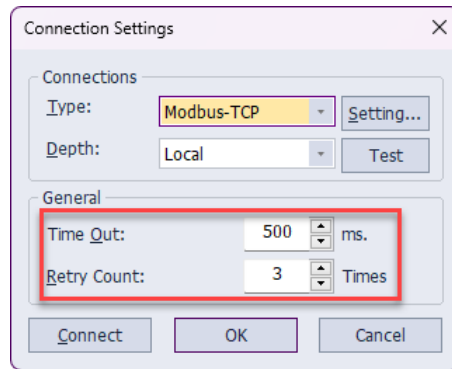 Connection Settings
Connections
Type: Modbus-TCP Setting...
Depth: Local Test
General
Time Out: 500 ms.
Retry Count: 3 Times
Connect OK Cancel